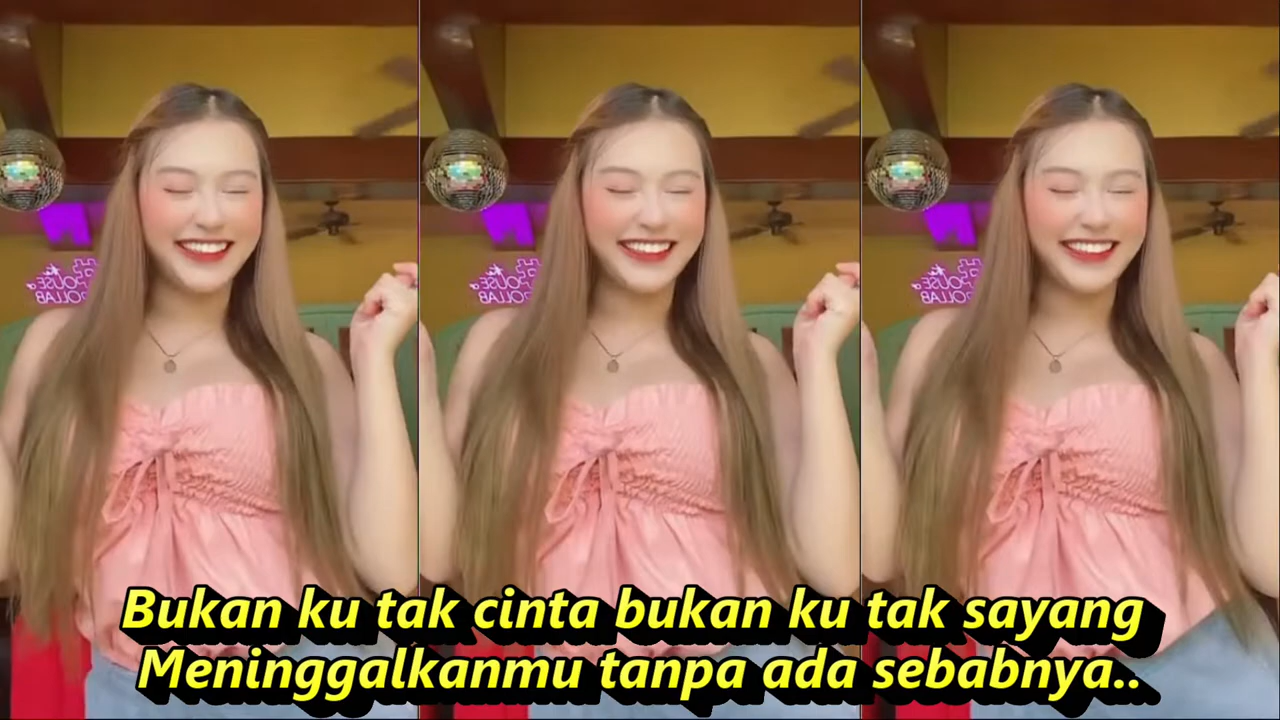 Bukan ku tak cinta bukan ku tak sayang
Meninggalkanmu tanpa ada sebabnya..